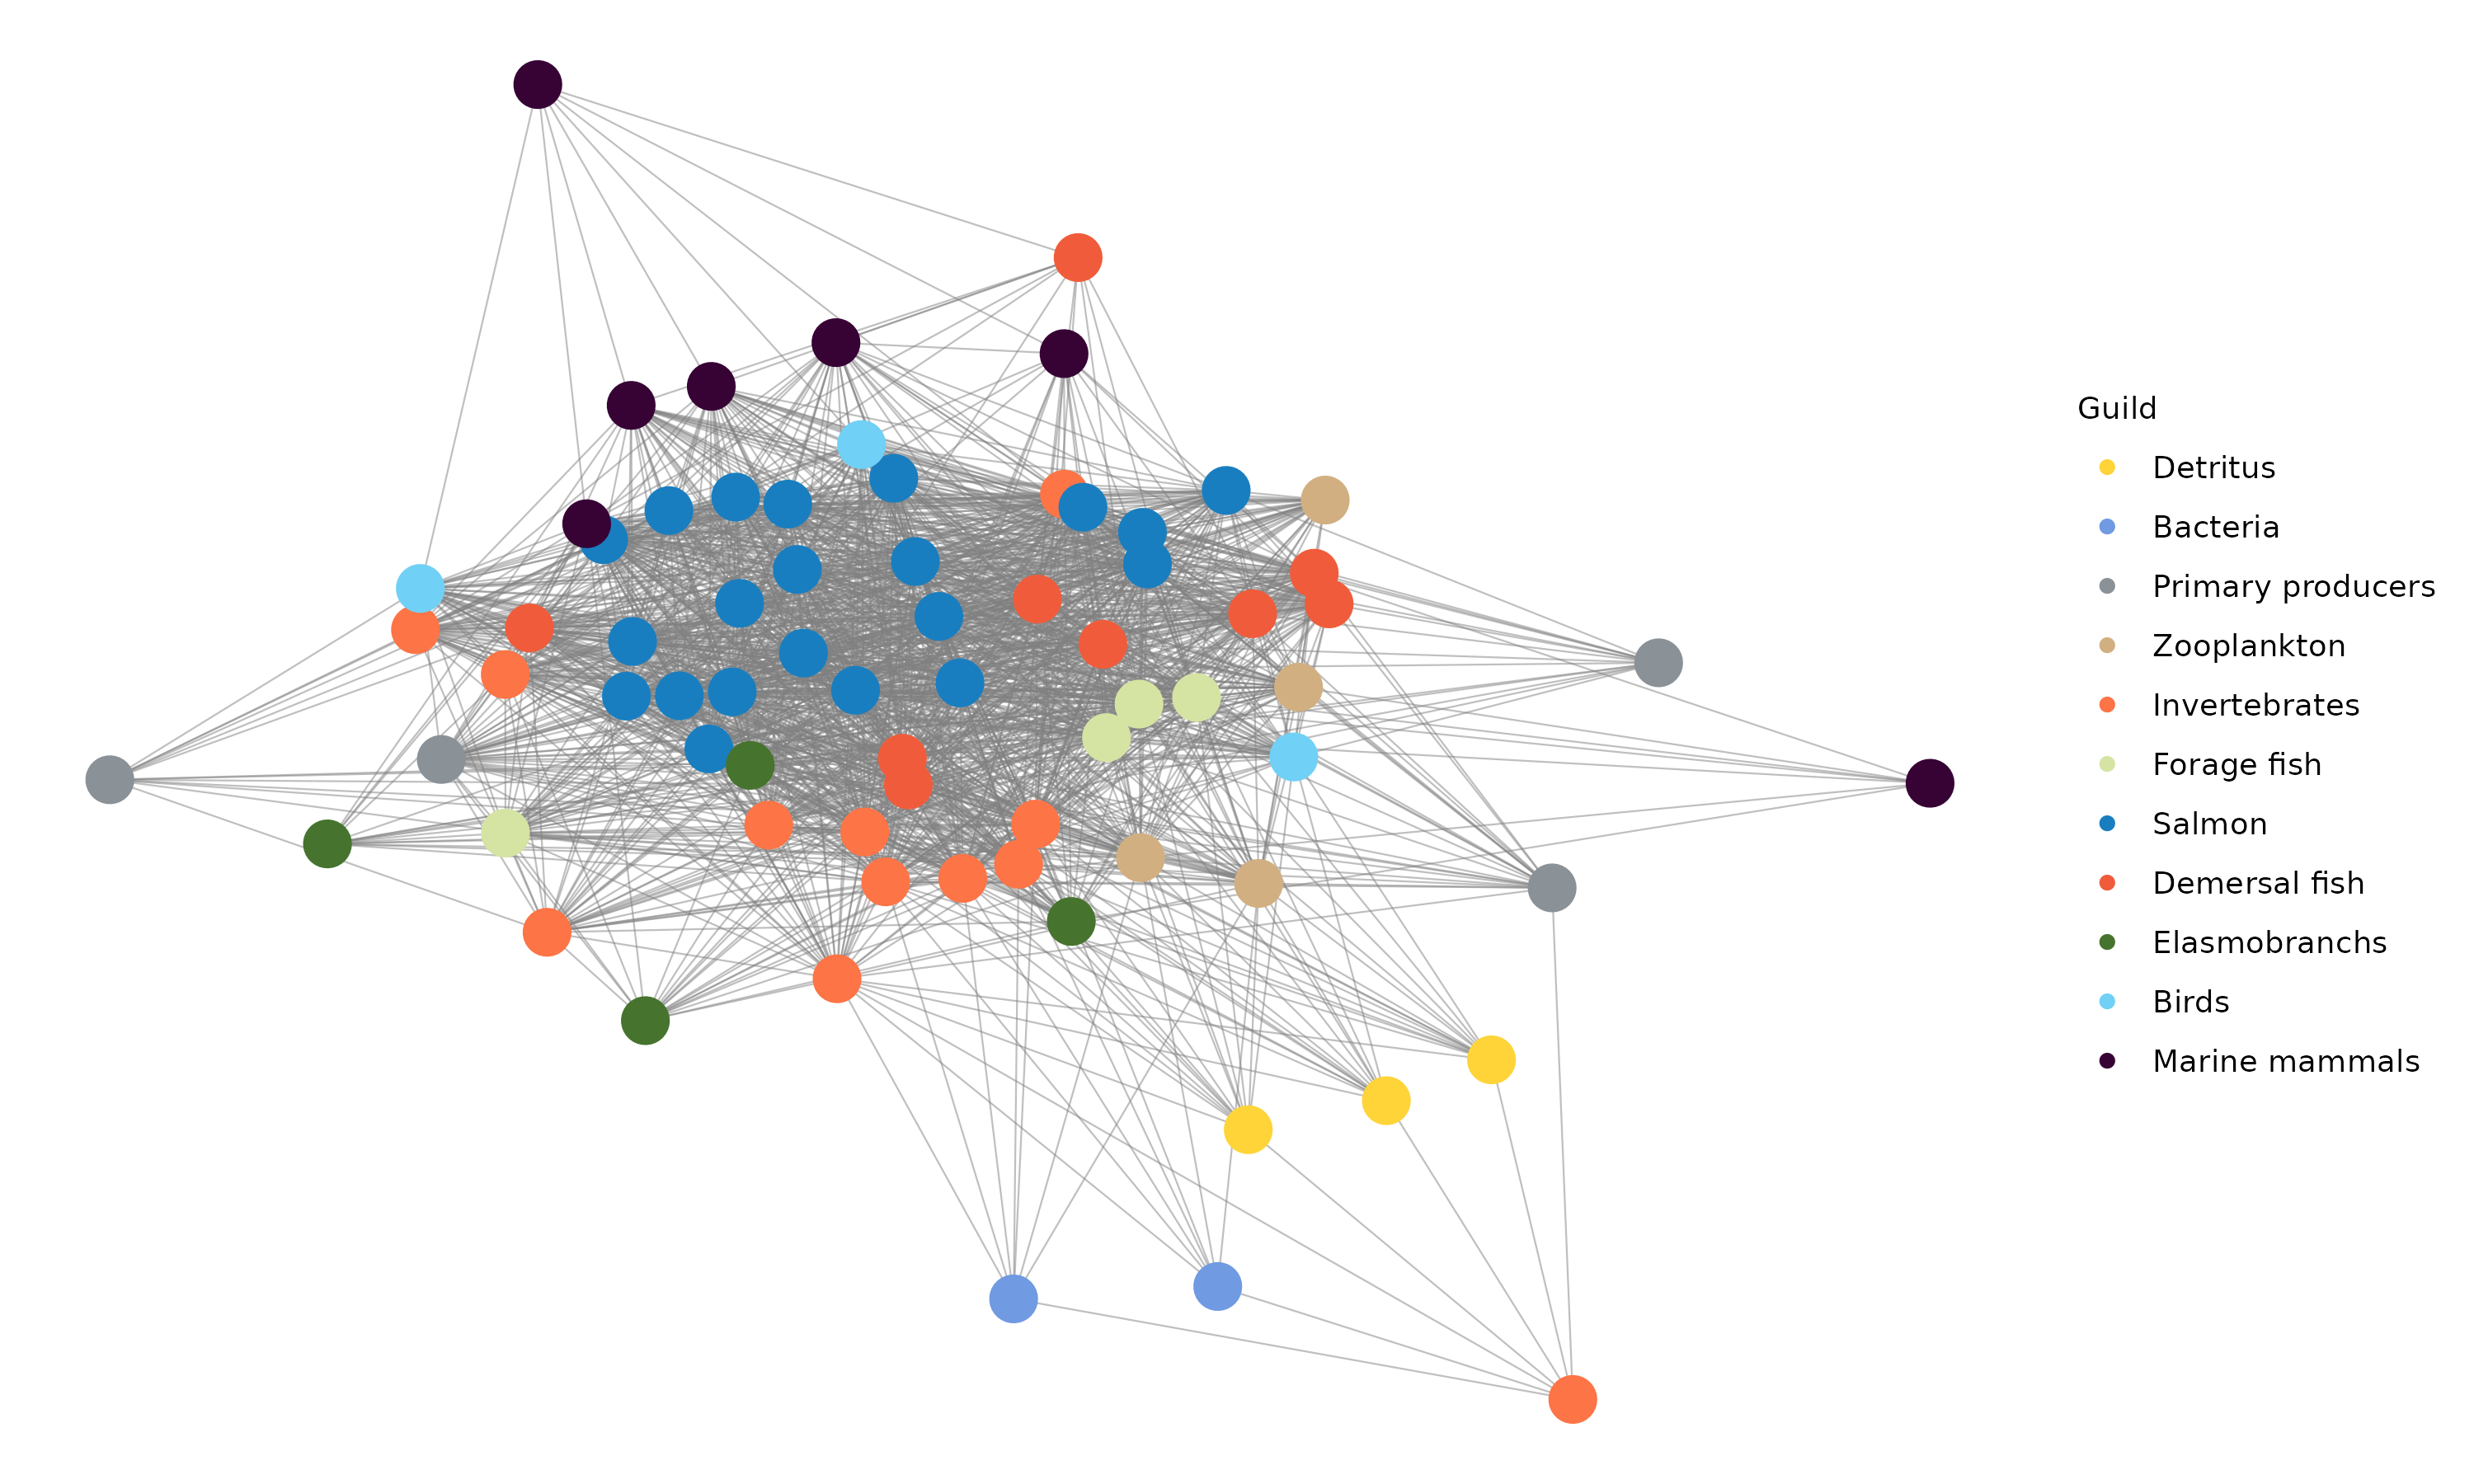 Guild
Detritus
Bacteria
Primary producers
Zooplankton
Invertebrates
Forage fish
Salmon
Demersal fish
Elasmobranchs
Birds
Marine mammals